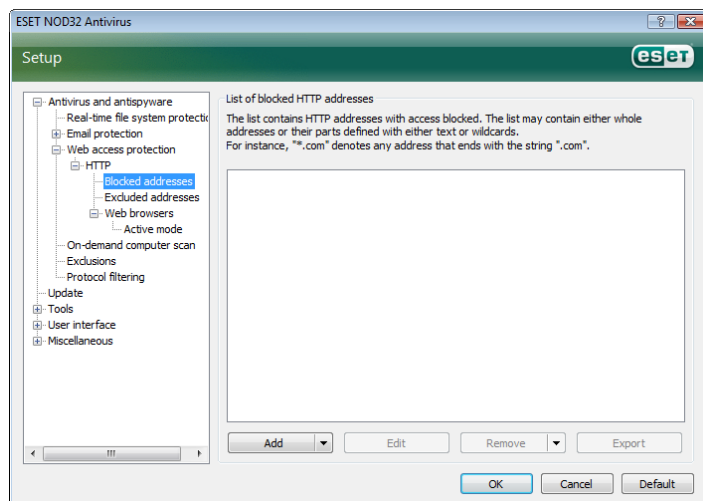 ESET NOD32 Antivirus
Setup
eseT
Antivirus and antispyware
Real-time file system protectic
Email protection
Web access protection
HTTP
Blocked addresses
Excluded addresses
Web browsers
Active mode
On-demand computer scan
Exclusions
Protocol filtering
Update
Tools
User interface
Miscellaneous
List of blocked HTTP addresses
The list contains HTTP addresses with access blocked. The list may contain either whole
addresses or their parts defined with either text or wildcards.
For instance, "*.com" denotes any address that ends with the string ".com".
Add
Edit
Remove
Export
OK
Cancel
Default